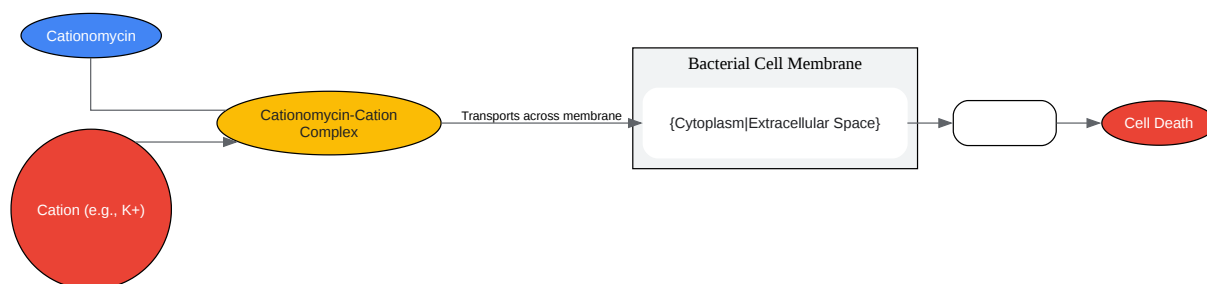 Cationomycin
Cation (e.g., K+)
Cationomycin-Cation
Complex
Transports across membrane
Bacterial Cell Membrane
{Cytoplasm|Extracellular Space}
Cell Death